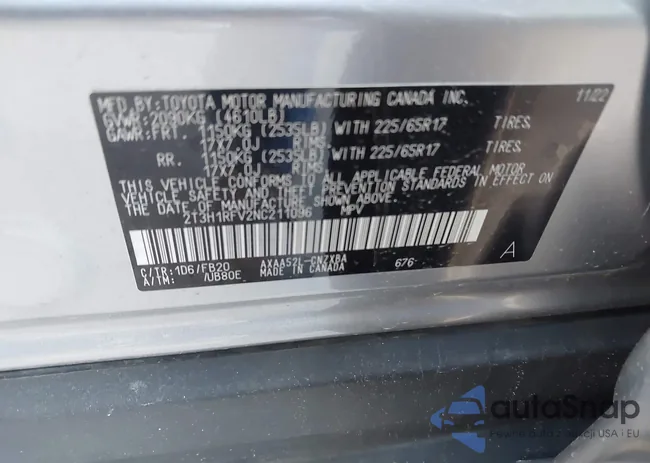 MFD.BY:TOYOTA MOTOR MANUFACTURING CANADA INC. 11/22
GVWR:2090KG (4610LB)
GAWR:FRT. 1150KG (2535LB) WITH 225/65R17 TIRES.
17X7.0J RIMS.
RR. 1150KG (2535LB) WITH 225/65R17 TIRES.
17X7.0J RIMS.
THIS VEHICLE CONFORMS TO ALL APPLICABLE FEDERAL MOTOR
VEHICLE SAFETY AND THEFT PREVENTION STANDARDS IN EFFECT
ON THE DATE OF MANUFACTURE SHOWN ABOVE.
2T3H1RFV2NC211096 MPV
A
C/TR:1D6/FB20 AXAA52L-CNZXBA 676
A/TM: /UB80E MADE IN CANADA
autoSnap
USA - EU